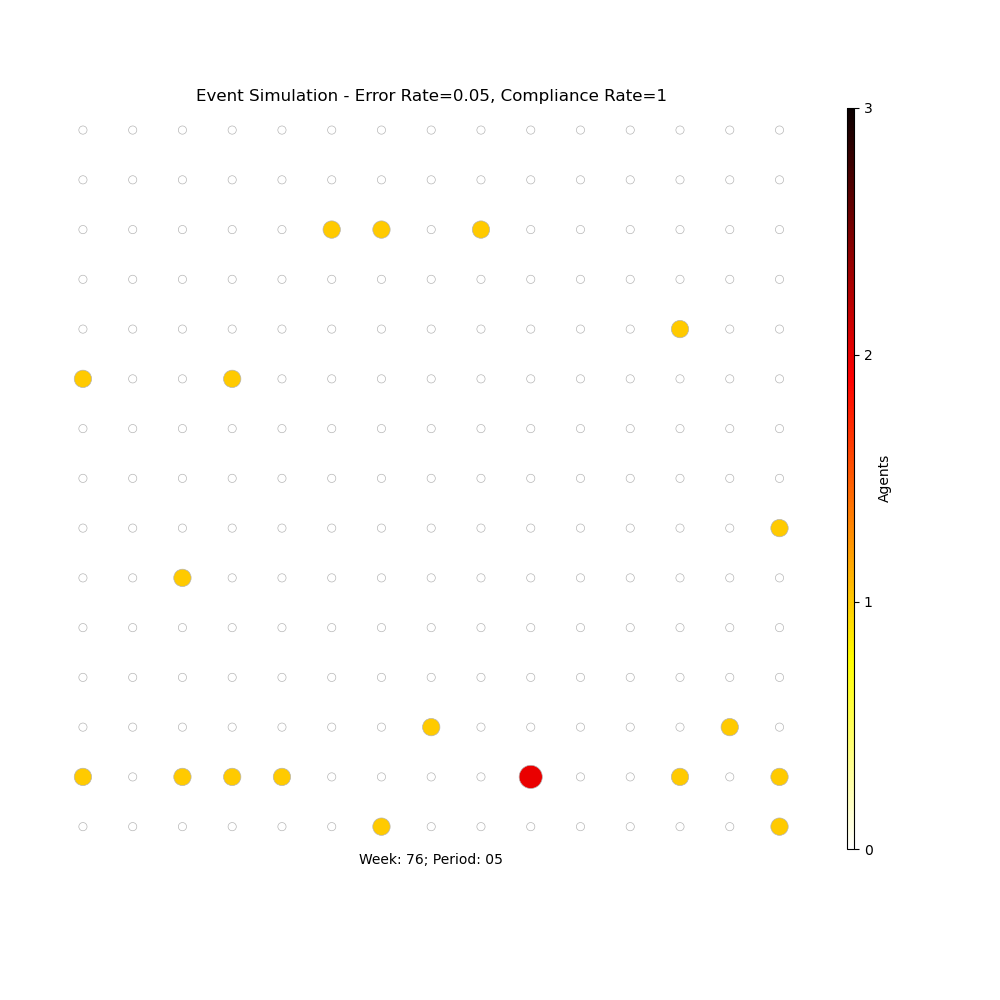 Event Simulation - Error Rate=0.05, Compliance Rate=1
3
2
Agents
1
0
Week: 76; Period: 05